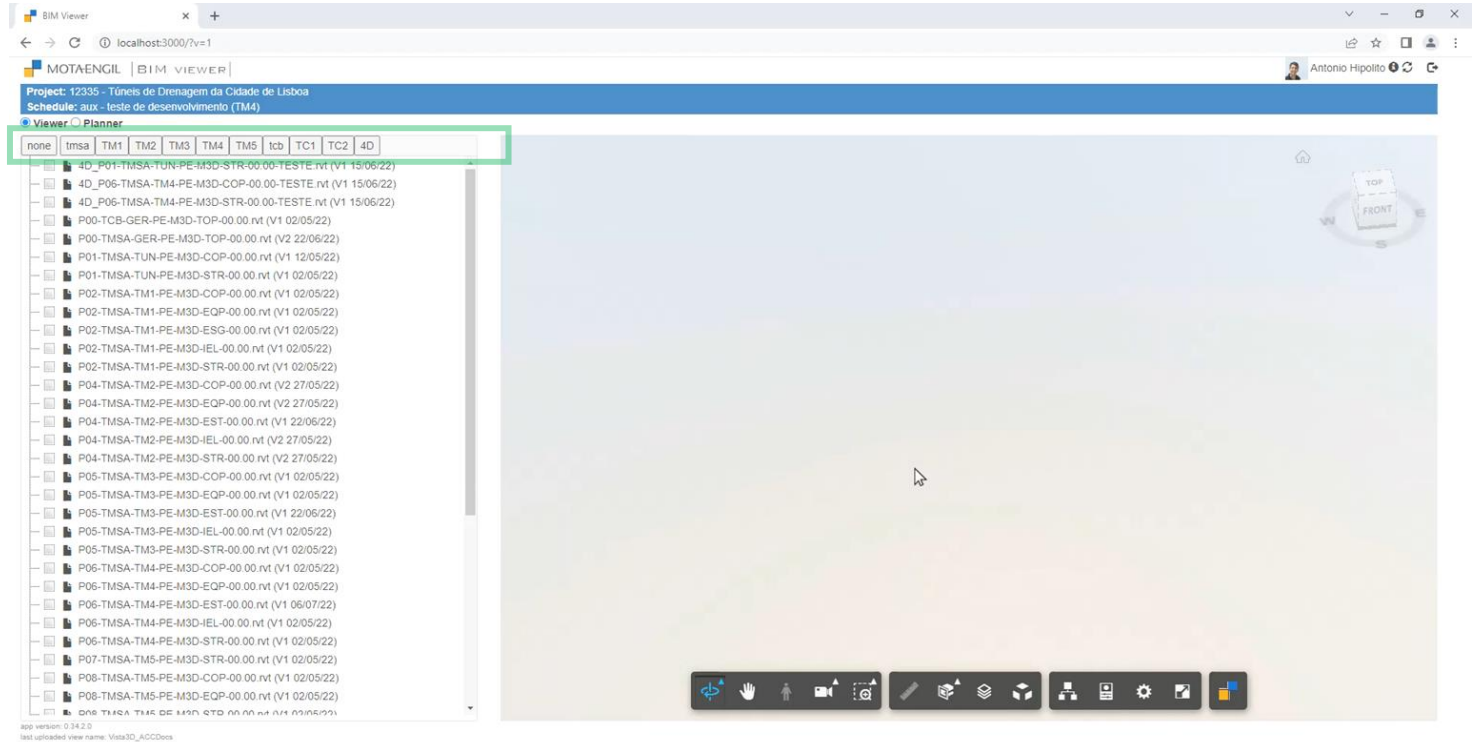 BIM Viewer
localhost:3000/?v=1
MOTAENGIL | BIM VIEWER|
Antonio Hipolito
Project: 12335 - Túneis de Drenagem da Cidade de Lisboa
Schedule: aux - teste de desenvolvimento (TM4)
Viewer Planner
none tmsa TM1 TM2 TM3 TM4 TM5 tcb TC1 TC2 4D
4D_P01-TMSA-TUN-PE-M3D-STR-00.00-TESTE.rvt (V1 15/06/22)
4D_P06-TMSA-TM4-PE-M3D-COP-00.00-TESTE.rvt (V1 15/06/22)
4D_P06-TMSA-TM4-PE-M3D-STR-00.00-TESTE.rvt (V1 15/06/22)
P00-TCB-GER-PE-M3D-TOP-00.00.rvt (V1 02/05/22)
P00-TMSA-GER-PE-M3D-TOP-00.00.rvt (V2 22/06/22)
P01-TMSA-TUN-PE-M3D-COP-00.00.rvt (V1 12/05/22)
P01-TMSA-TUN-PE-M3D-STR-00.00.rvt (V1 02/05/22)
P02-TMSA-TM1-PE-M3D-COP-00.00.rvt (V1 02/05/22)
P02-TMSA-TM1-PE-M3D-EQP-00.00.rvt (V1 02/05/22)
P02-TMSA-TM1-PE-M3D-ESG-00.00.rvt (V1 02/05/22)
P02-TMSA-TM1-PE-M3D-IEL-00.00.rvt (V1 02/05/22)
P02-TMSA-TM1-PE-M3D-STR-00.00.rvt (V1 02/05/22)
P04-TMSA-TM2-PE-M3D-COP-00.00.rvt (V2 27/05/22)
P04-TMSA-TM2-PE-M3D-EQP-00.00.rvt (V2 27/05/22)
P04-TMSA-TM2-PE-M3D-EST-00.00.rvt (V1 22/06/22)
P04-TMSA-TM2-PE-M3D-IEL-00.00.rvt (V2 27/05/22)
P04-TMSA-TM2-PE-M3D-STR-00.00.rvt (V2 27/05/22)
P05-TMSA-TM3-PE-M3D-COP-00.00.rvt (V1 02/05/22)
P05-TMSA-TM3-PE-M3D-EQP-00.00.rvt (V1 02/05/22)
P05-TMSA-TM3-PE-M3D-EST-00.00.rvt (V1 22/06/22)
P05-TMSA-TM3-PE-M3D-IEL-00.00.rvt (V1 02/05/22)
P05-TMSA-TM3-PE-M3D-STR-00.00.rvt (V1 02/05/22)
P06-TMSA-TM4-PE-M3D-COP-00.00.rvt (V1 02/05/22)
P06-TMSA-TM4-PE-M3D-EQP-00.00.rvt (V1 02/05/22)
P06-TMSA-TM4-PE-M3D-EST-00.00.rvt (V1 06/07/22)
P06-TMSA-TM4-PE-M3D-IEL-00.00.rvt (V1 02/05/22)
P06-TMSA-TM4-PE-M3D-STR-00.00.rvt (V1 02/05/22)
P07-TMSA-TM5-PE-M3D-STR-00.00.rvt (V1 02/05/22)
P08-TMSA-TM5-PE-M3D-COP-00.00.rvt (V1 02/05/22)
P08-TMSA-TM5-PE-M3D-EQP-00.00.rvt (V1 02/05/22)
P08-TMSA-TM5-PE-M3D-STR-00.00.rvt (V1 02/05/22)
TOP
FRONT
W
E
S
app version: 0.34.2.0
last uploaded view name: Vista3D_ACCDocs